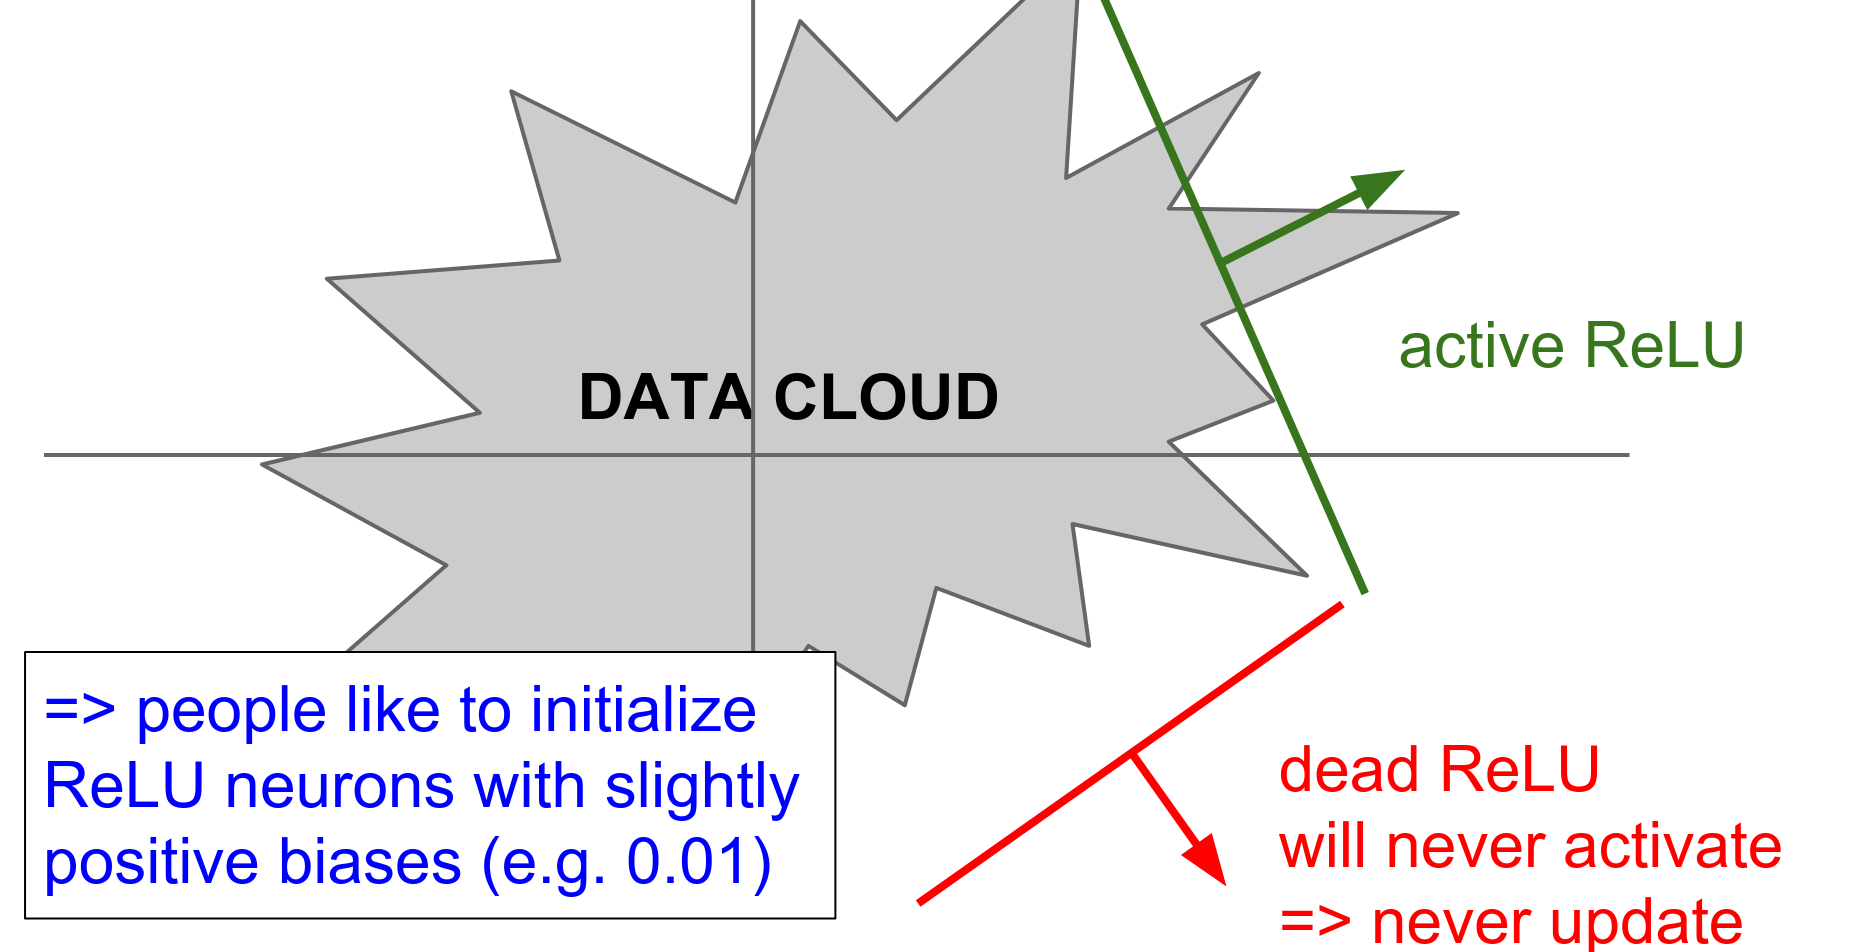 active ReLU
DATA CLOUD
=> people like to initialize
ReLU neurons with slightly
positive biases (e.g. 0.01)
dead ReLU
will never activate
=> never update